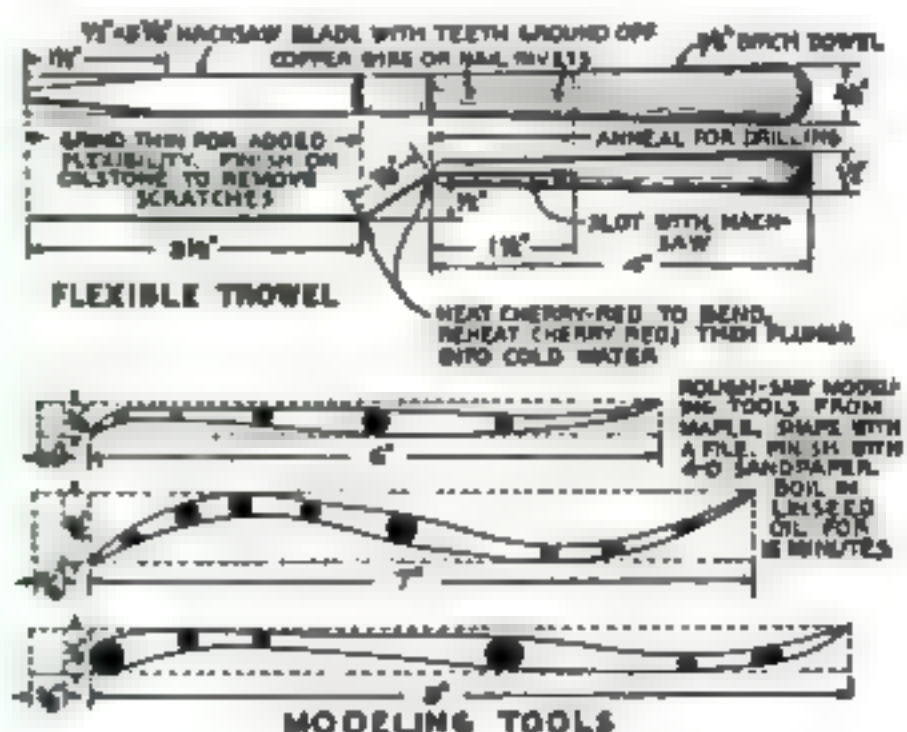 HACKSAW BLADE WITH TEETH GROUND OFF
COPPER WIRE OR NAIL RIVETS
BIRCH DOWEL
GRIND THIN FOR ADDED
FLEXIBILITY. FINISH ON
OILSTONE TO REMOVE
SCRATCHES
ANNEAL FOR DRILLING
SLOT WITH HACK-
SAW
3½"
4"
FLEXIBLE TROWEL
HEAT CHERRY-RED TO BEND,
REHEAT CHERRY RED, THEN PLUNGE
INTO COLD WATER
ROUGH-SAW MODEL-
ING TOOLS FROM
MAPLE, SHAPE WITH
A FILE. FINISH WITH
SANDPAPER.
BOIL IN
LINSEED
OIL FOR
MINUTES
6"
7"
MODELING TOOLS